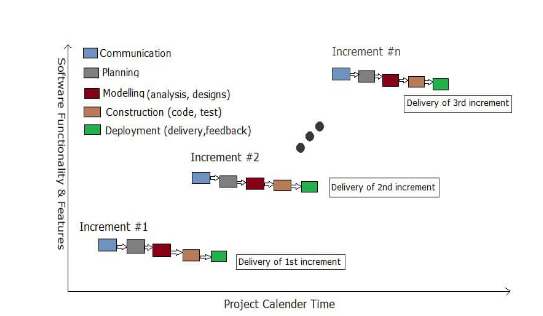 Increment #n
Communication
Planning
Modelling (analysis, designs)
Construction (code, test)
Deployment (delivery,feedback)
Delivery of 3rd increment
Increment #2
Delivery of 2nd increment
Increment #1
Delivery of 1st increment
Software Functionality & Features
Project Calender Time